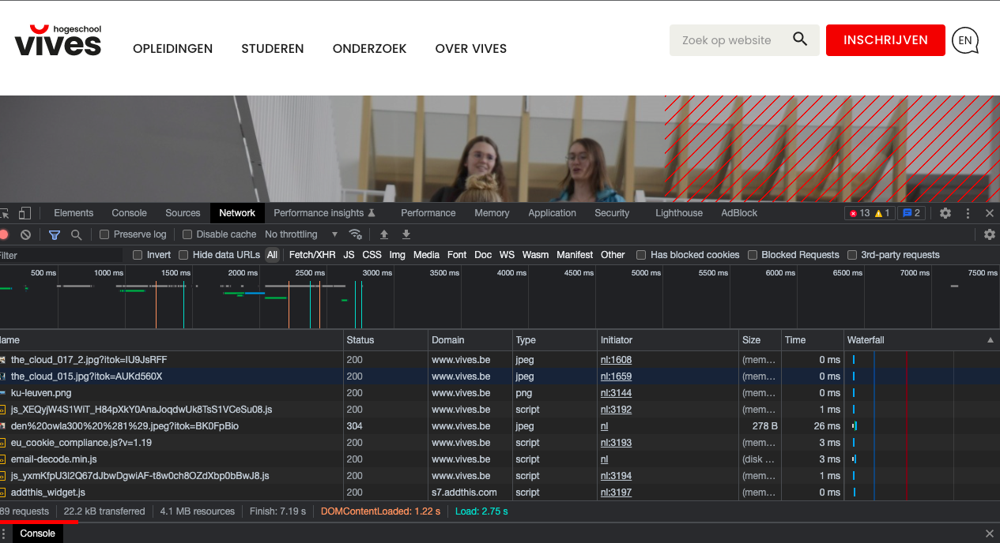 hogeschool
vives
OPLEIDINGEN STUDEREN ONDERZOEK OVER VIVES
Zoek op website
INSCHRIJVEN
EN
Elements Console Sources Network Performance insights Performance Memory Application Security Lighthouse AdBlock 13 1 2
Preserve log Disable cache No throttling
Filter Invert Hide data URLs All Fetch/XHR JS CSS Img Media Font Doc WS Wasm Manifest Other Has blocked cookies Blocked Requests 3rd-party requests
500 ms 1000 ms 1500 ms 2000 ms 2500 ms 3000 ms 3500 ms 4000 ms 4500 ms 5000 ms 5500 ms 6000 ms 6500 ms 7000 ms 7500 ms
Name Status Domain Type Initiator Size Time Waterfall
the_cloud_017_2.jpg?itok=IU9JsRFF 200 www.vives.be jpeg nl:1608 (mem… 0 ms
the_cloud_015.jpg?itok=AUKd560X 200 www.vives.be jpeg nl:1659 (mem… 0 ms
ku-leuven.png 200 www.vives.be png nl:3144 (mem… 0 ms
js_XEQyjW4S1WiT_H84pXkY0AnaJoqdwUk8TsS1VCeSu08.js 200 www.vives.be script nl:3192 (mem… 1 ms
den%20owla300%20%281%29.jpeg?itok=BK0FpBio 304 www.vives.be jpeg nl 278 B 26 ms
eu_cookie_compliance.js?v=1.19 200 www.vives.be script nl:3193 (mem… 3 ms
email-decode.min.js 200 www.vives.be script nl (disk … 3 ms
js_yxmKfpU3l2Q67dJbwDgwiAF-t8w0ch8OZdXbp0bBwJ8.js 200 www.vives.be script nl:3194 (mem… 1 ms
addthis_widget.js 200 s7.addthis.com script nl:3197 (mem… 0 ms
89 requests 22.2 kB transferred 4.1 MB resources Finish: 7.19 s DOMContentLoaded: 1.22 s Load: 2.75 s
Console